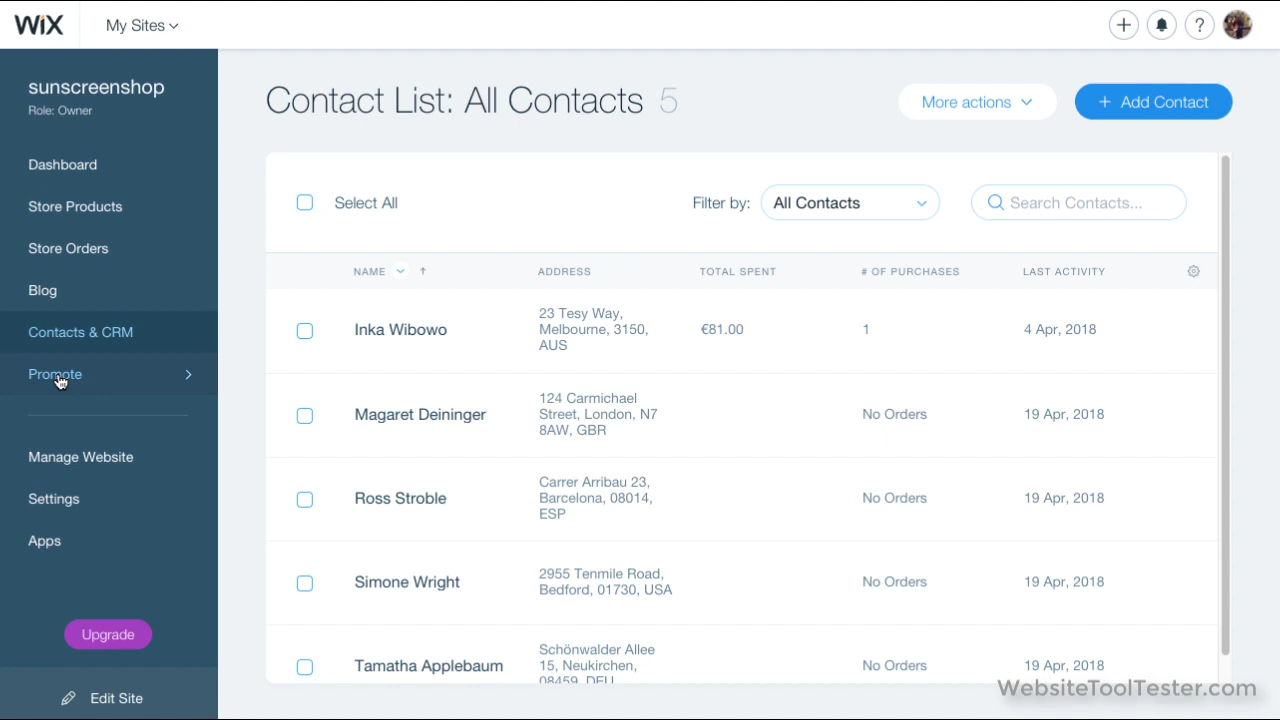 WiX
My Sites
sunscreenshop
Role: Owner
Dashboard
Store Products
Store Orders
Blog
Contacts & CRM
Promote
Manage Website
Settings
Apps
Upgrade
Edit Site
Contact List: All Contacts 5
More actions
+ Add Contact
Select All
Filter by: All Contacts
Search Contacts...
NAME ADDRESS TOTAL SPENT # OF PURCHASES LAST ACTIVITY
Inka Wibowo
23 Tesy Way,
Melbourne, 3150,
AUS
€81.00
1
4 Apr, 2018
Magaret Deininger
124 Carmichael
Street, London, N7
8AW, GBR
No Orders
19 Apr, 2018
Ross Stroble
Carrer Arribau 23,
Barcelona, 08014,
ESP
No Orders
19 Apr, 2018
Simone Wright
2955 Tenmile Road,
Bedford, 01730, USA
No Orders
19 Apr, 2018
Tamatha Applebaum
Schönwalder Allee
15, Neukirchen,
08459, DEU
No Orders
19 Apr, 2018
WebsiteToolTester.com